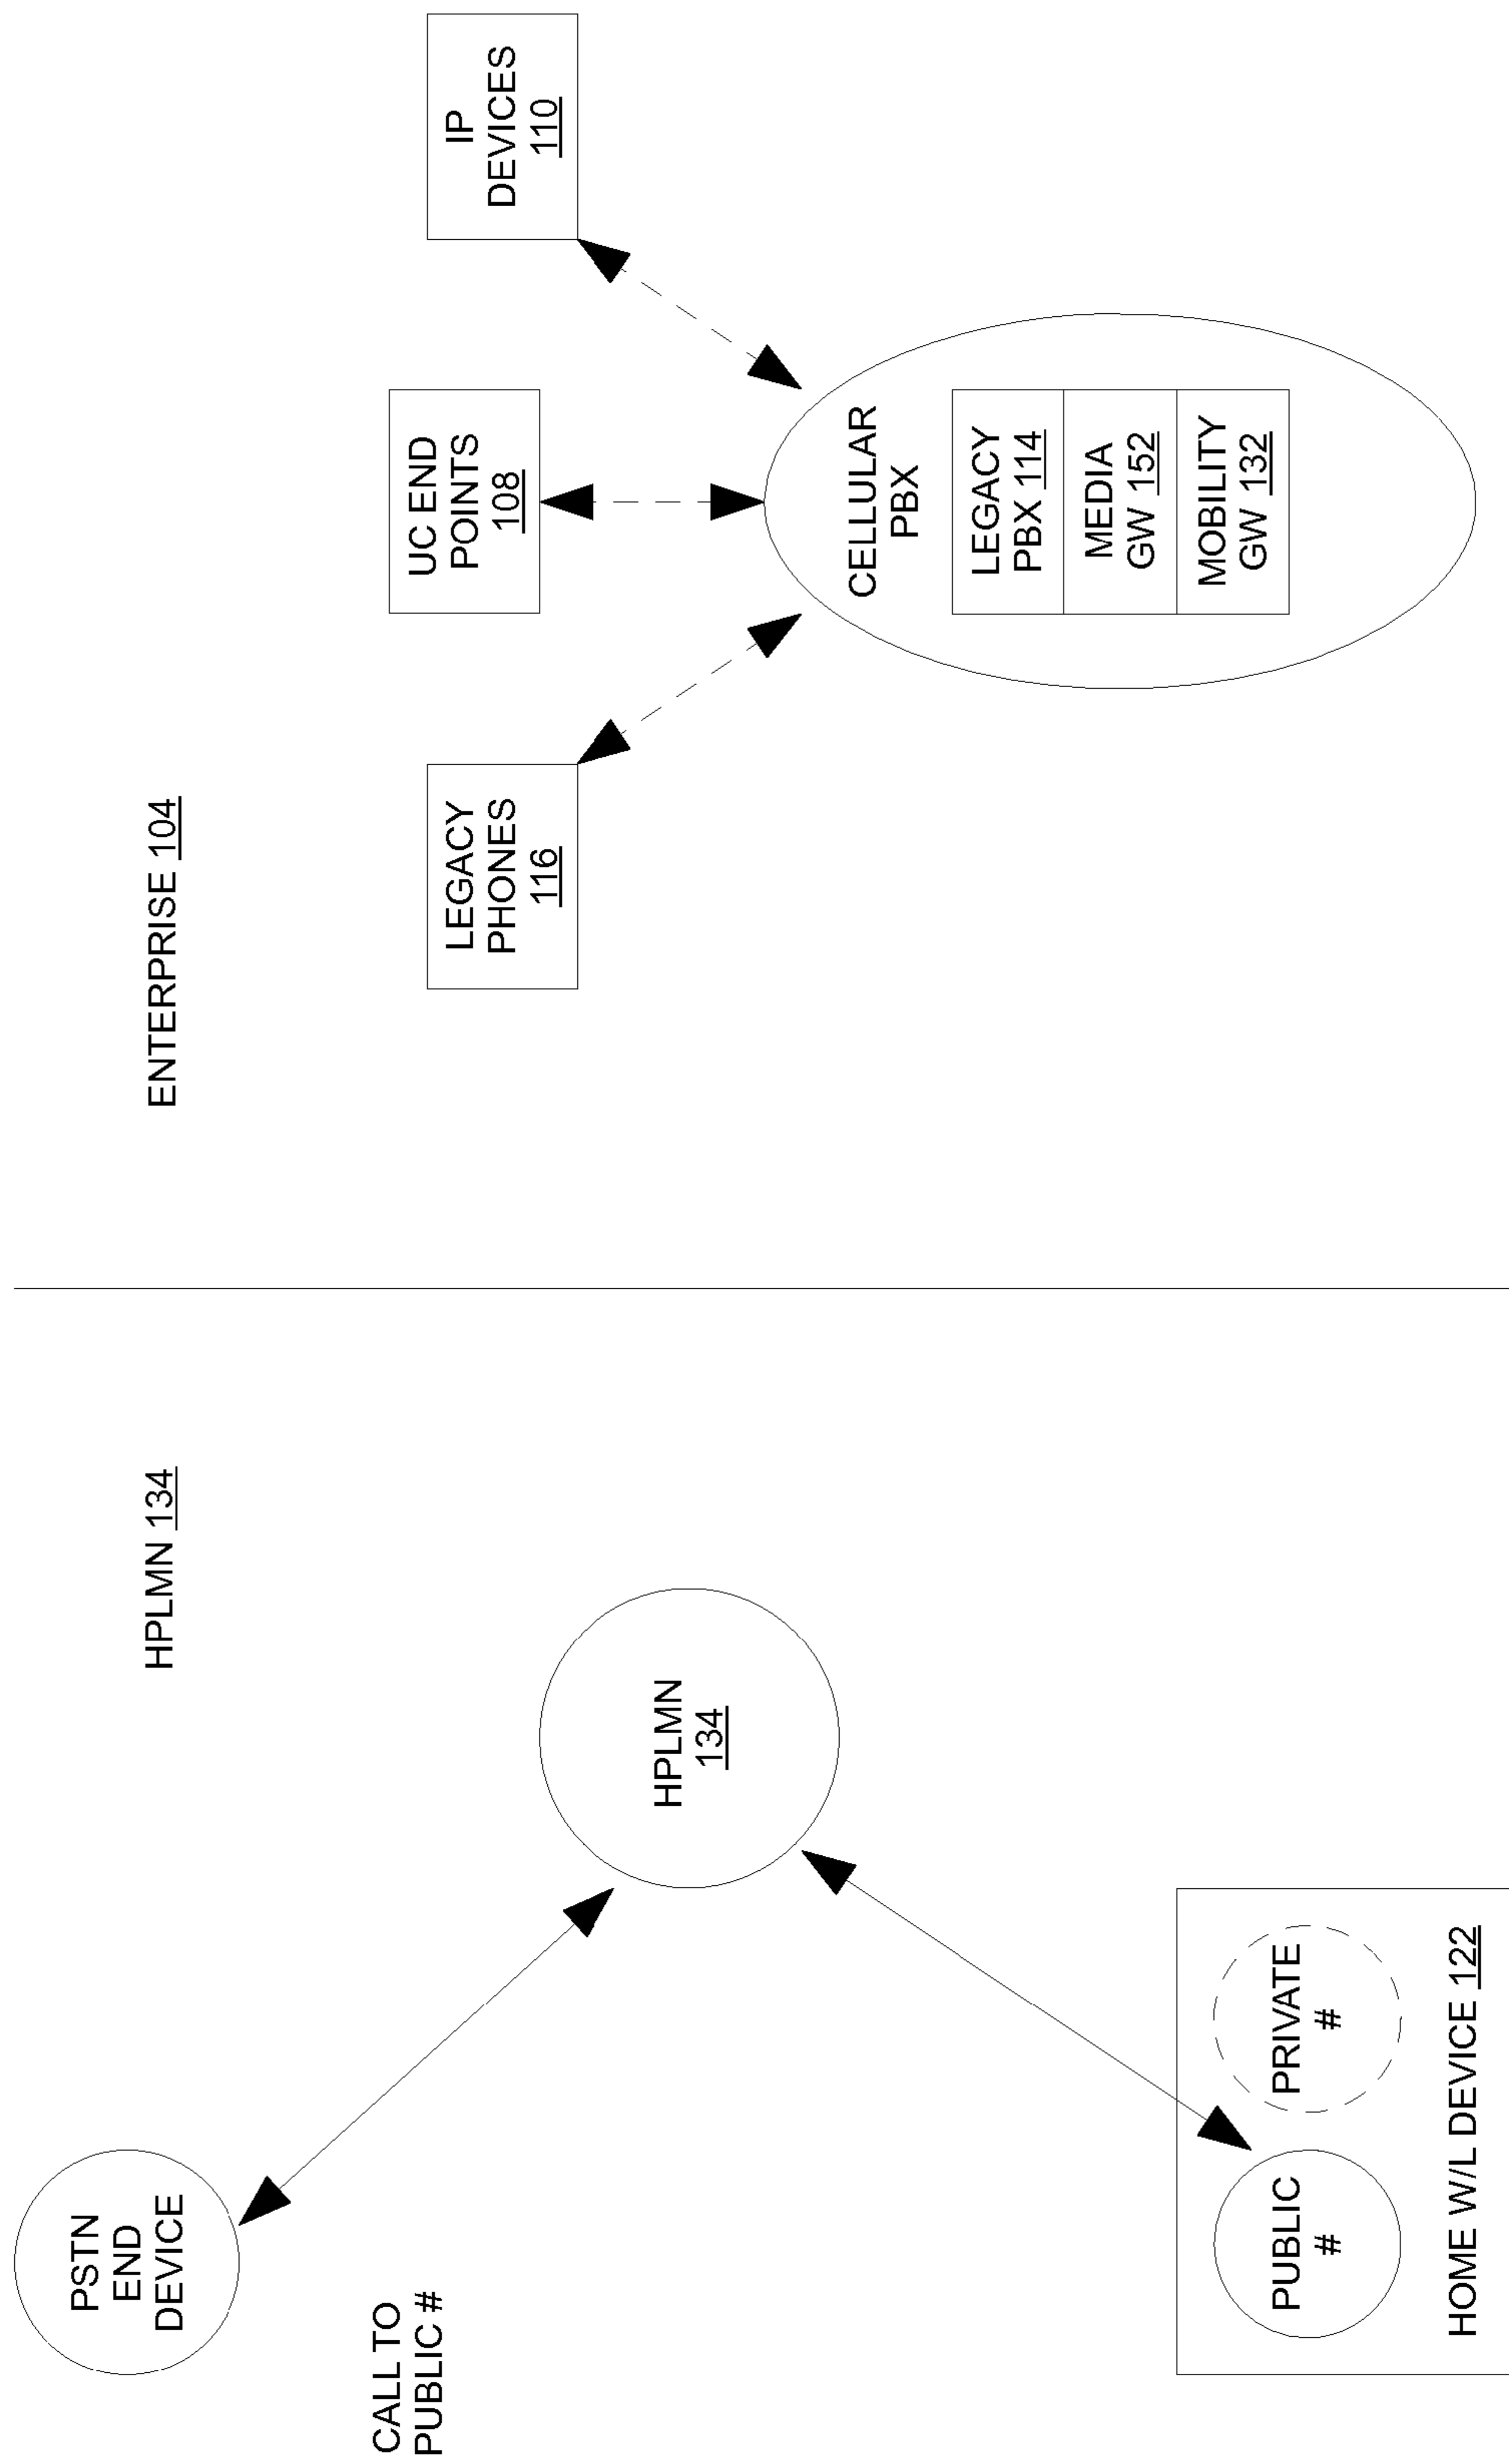 HPLMN 134
ENTERPRISE 104
PSTN
END
DEVICE
CALL TO
PUBLIC #
HPLMN
134
PUBLIC
#
PRIVATE
#
HOME W/L DEVICE 122
LEGACY
PHONES
116
UC END
POINTS
108
IP
DEVICES
110
CELLULAR
PBX
LEGACY
PBX 114
MEDIA
GW 152
MOBILITY
GW 132